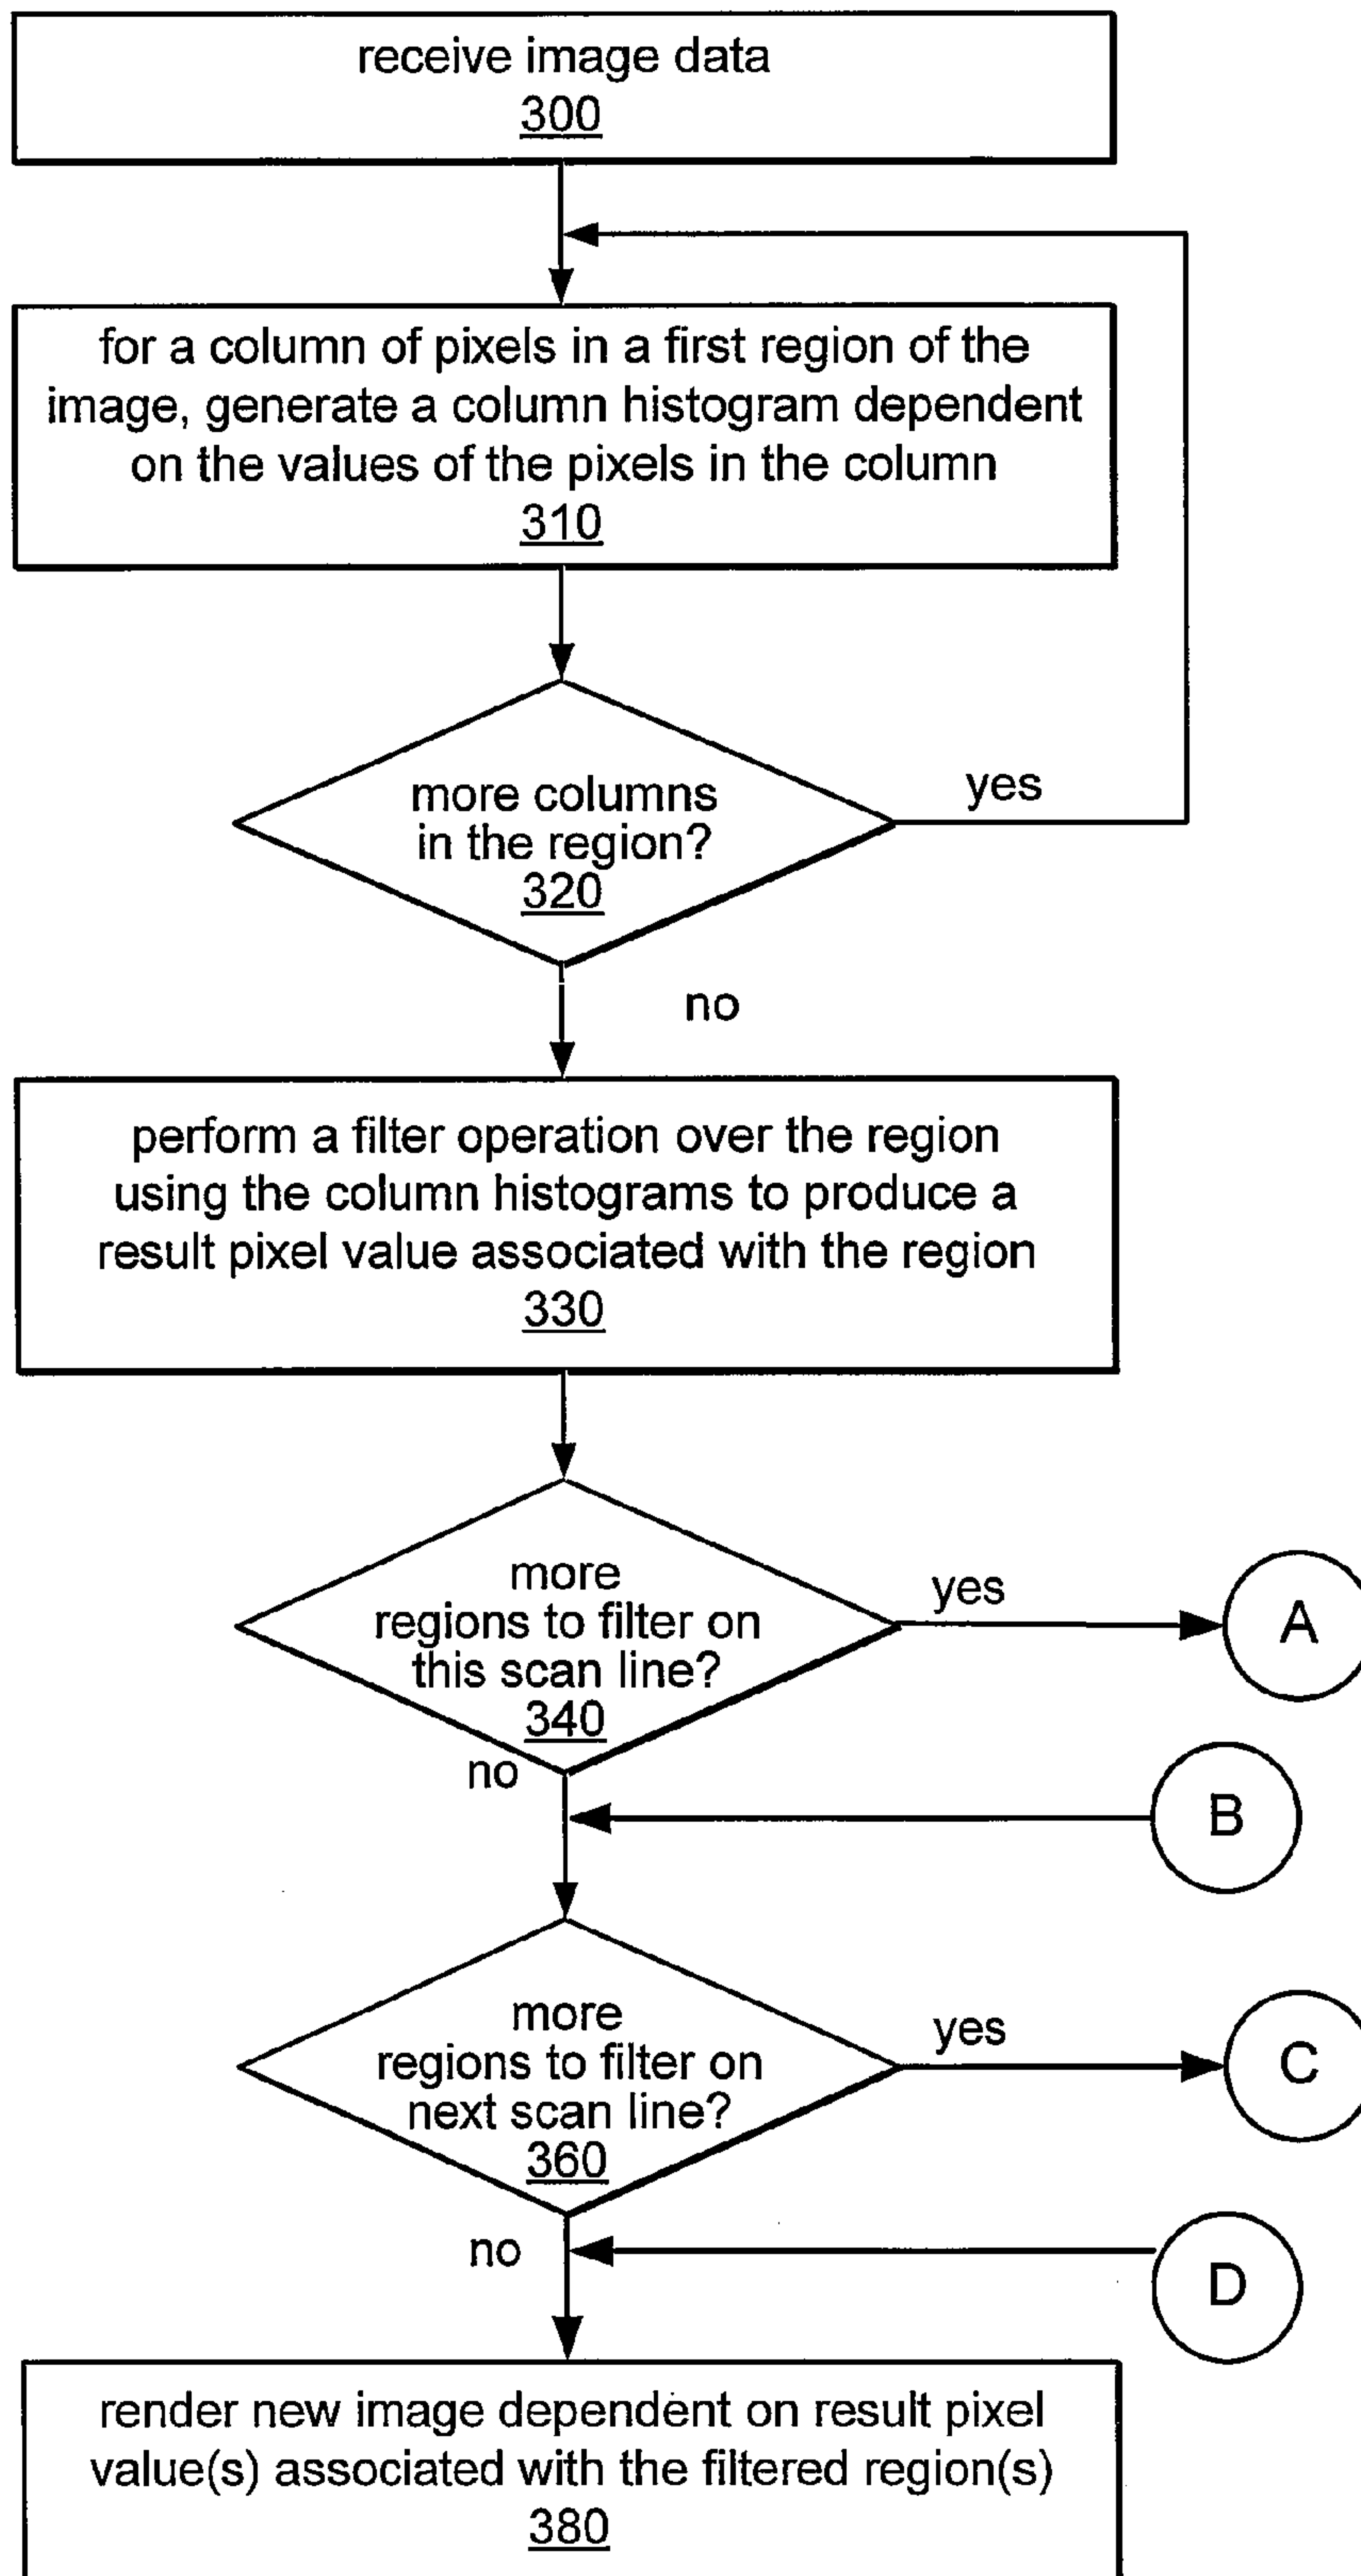 receive image data
300
for a column of pixels in a first region of the
image, generate a column histogram dependent
on the values of the pixels in the column
310
more columns
in the region?
320
yes
no
perform a filter operation over the region
using the column histograms to produce a
result pixel value associated with the region
330
more
regions to filter on
this scan line?
340
yes
A
no
B
more
regions to filter on
next scan line?
360
yes
C
no
D
render new image dependent on result pixel
value(s) associated with the filtered region(s)
380